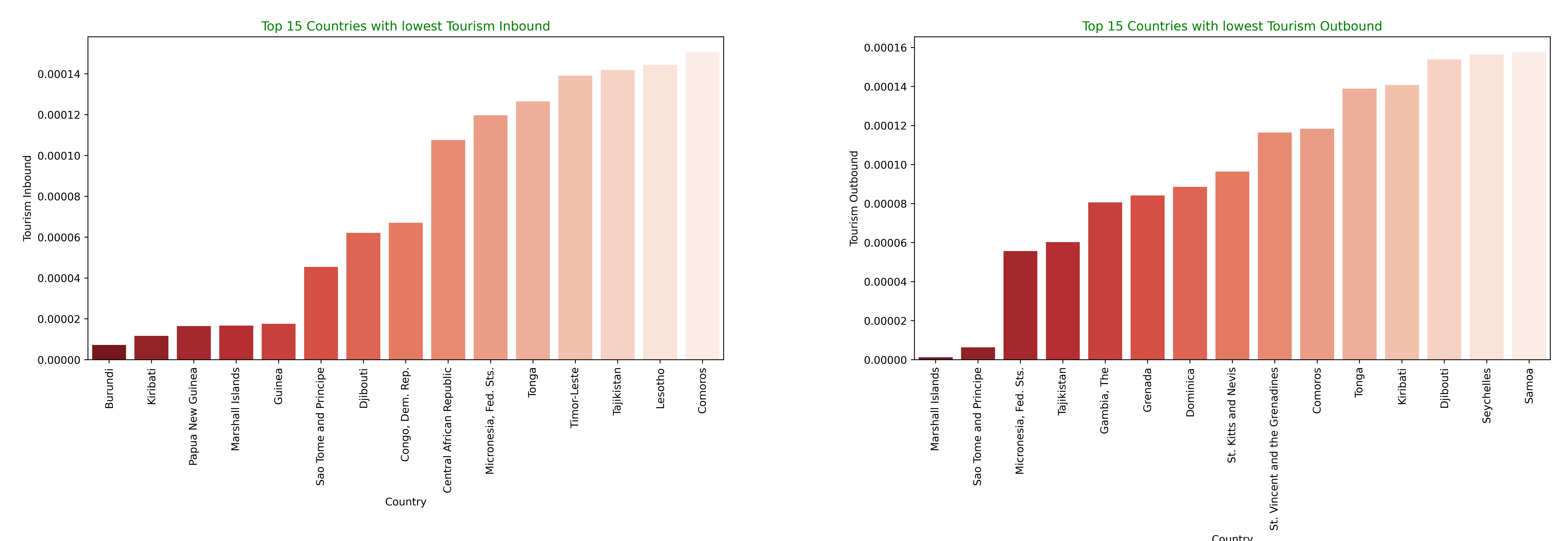 Top 15 Countries with lowest Tourism Inbound
Tourism Inbound
0.00014
0.00012
0.00010
0.00008
0.00006
0.00004
0.00002
0.00000
Burundi
Kiribati
Papua New Guinea
Marshall Islands
Guinea
Sao Tome and Principe
Djibouti
Congo, Dem. Rep.
Central African Republic
Micronesia, Fed. Sts.
Tonga
Timor-Leste
Tajikistan
Lesotho
Comoros
Country
Top 15 Countries with lowest Tourism Outbound
Tourism Outbound
0.00016
0.00014
0.00012
0.00010
0.00008
0.00006
0.00004
0.00002
0.00000
Marshall Islands
Sao Tome and Principe
Micronesia, Fed. Sts.
Tajikistan
Gambia, The
Grenada
Dominica
St. Kitts and Nevis
St. Vincent and the Grenadines
Comoros
Tonga
Kiribati
Djibouti
Seychelles
Samoa
Country